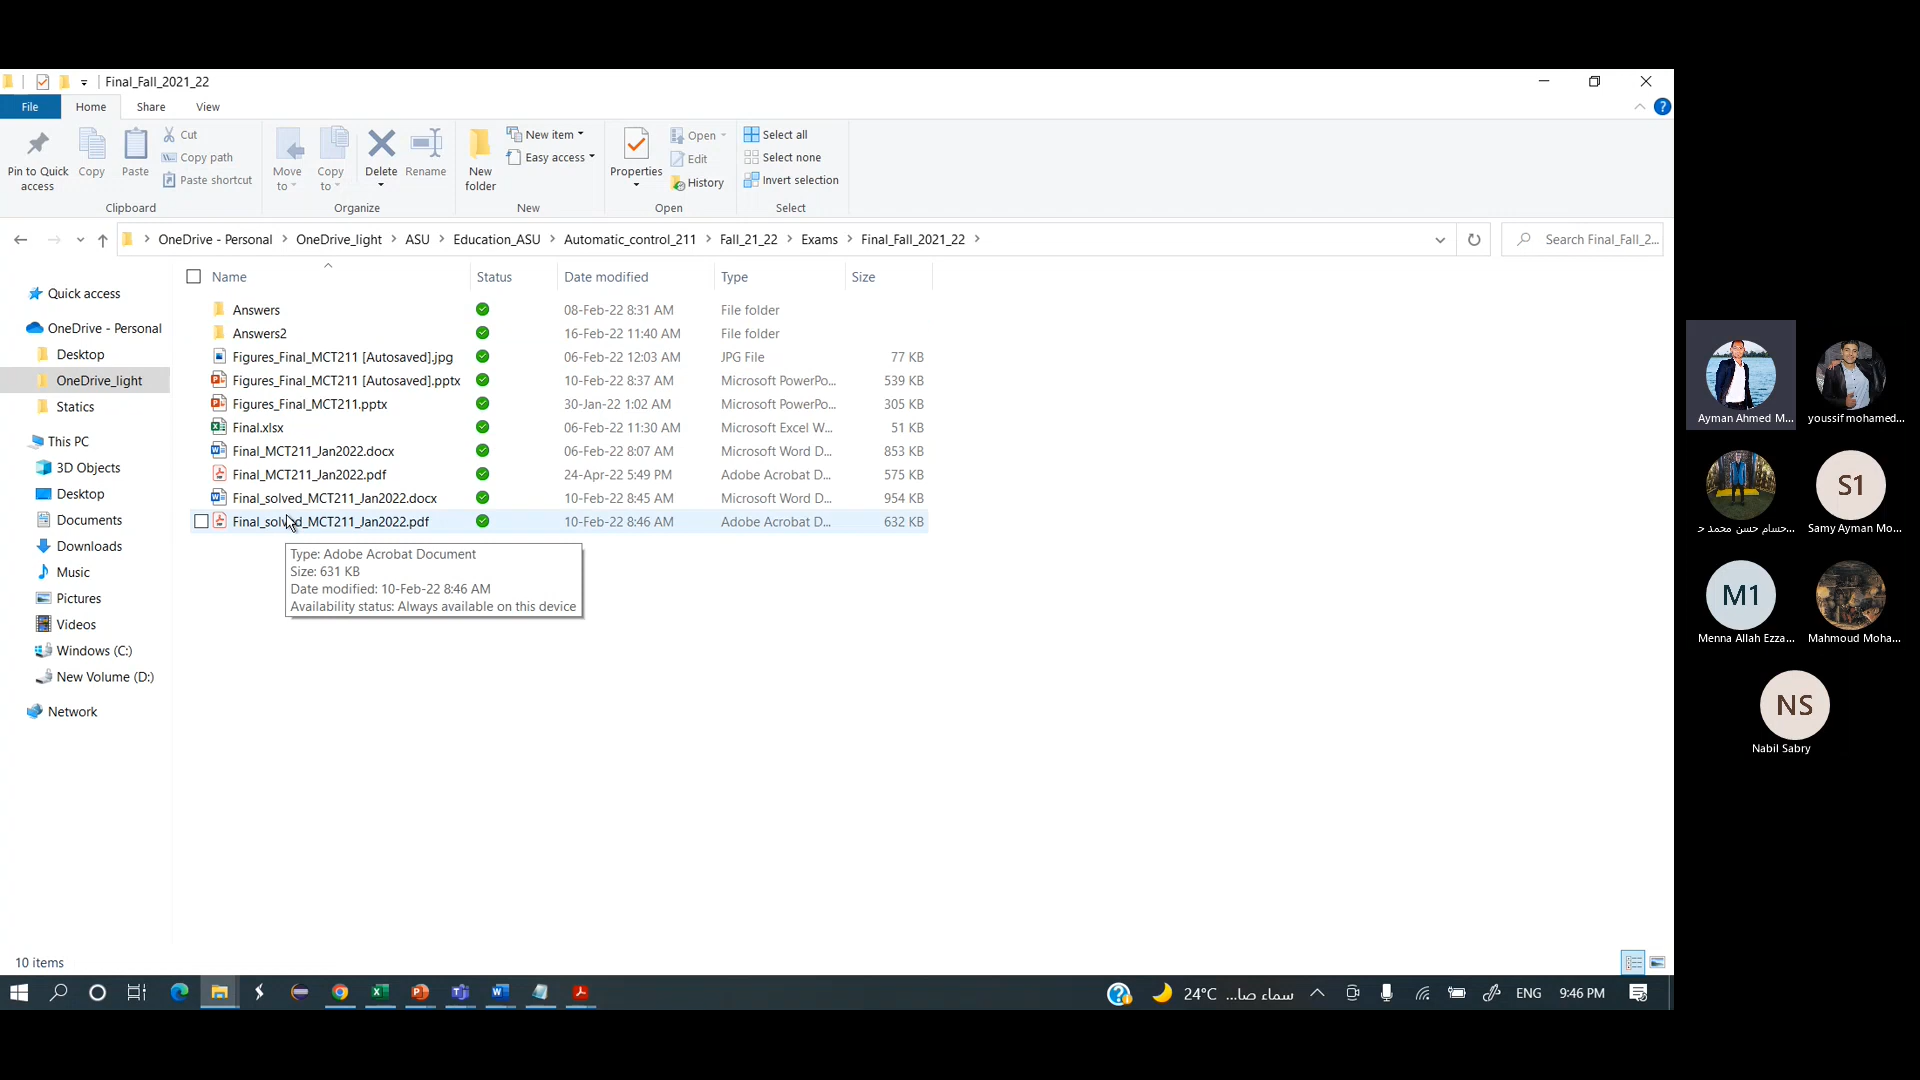 Final_Fall_2021_22
File Home Share View
Pin to Quick access
Copy
Paste
Cut
Copy path
Paste shortcut
Clipboard
Move to
Copy to
Delete
Rename
Organize
New folder
New item
Easy access
New
Properties
Open
Edit
History
Open
Select all
Select none
Invert selection
Select
OneDrive - Personal > OneDrive_light > ASU > Education_ASU > Automatic_control_211 > Fall_21_22 > Exams > Final_Fall_2021_22 >
Search Final_Fall_2...
Name Status Date modified Type Size
Quick access
OneDrive - Personal
Desktop
OneDrive_light
Statics
This PC
3D Objects
Desktop
Documents
Downloads
Music
Pictures
Videos
Windows (C:)
New Volume (D:)
Network
Answers 08-Feb-22 8:31 AM File folder
Answers2 16-Feb-22 11:40 AM File folder
Figures_Final_MCT211 [Autosaved].jpg 06-Feb-22 12:03 AM JPG File 77 KB
Figures_Final_MCT211 [Autosaved].pptx 10-Feb-22 8:37 AM Microsoft PowerPo... 539 KB
Figures_Final_MCT211.pptx 30-Jan-22 1:02 AM Microsoft PowerPo... 305 KB
Final.xlsx 06-Feb-22 11:30 AM Microsoft Excel W... 51 KB
Final_MCT211_Jan2022.docx 06-Feb-22 8:07 AM Microsoft Word D... 853 KB
Final_MCT211_Jan2022.pdf 24-Apr-22 5:49 PM Adobe Acrobat D... 575 KB
Final_solved_MCT211_Jan2022.docx 10-Feb-22 8:45 AM Microsoft Word D... 954 KB
Final_solved_MCT211_Jan2022.pdf 10-Feb-22 8:46 AM Adobe Acrobat D... 632 KB
Type: Adobe Acrobat Document
Size: 631 KB
Date modified: 10-Feb-22 8:46 AM
Availability status: Always available on this device
10 items
24°C سماء صا... ENG 9:46 PM
Ayman Ahmed M...
youssif mohamed...
حسام حسن محمد ح...
S1
Samy Ayman Mo...
M1
Menna Allah Ezza...
Mahmoud Moha...
NS
Nabil Sabry